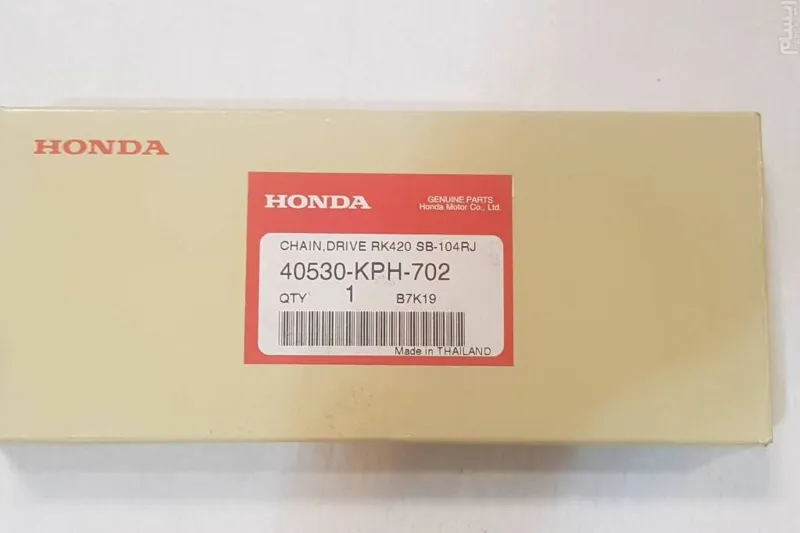 ایسام
HONDA
HONDA
GENUINE PARTS
Honda Motor Co., Ltd.
CHAIN,DRIVE RK420 SB-104RJ
40530-KPH-702
QTY 1 B7K19
Made in THAILAND